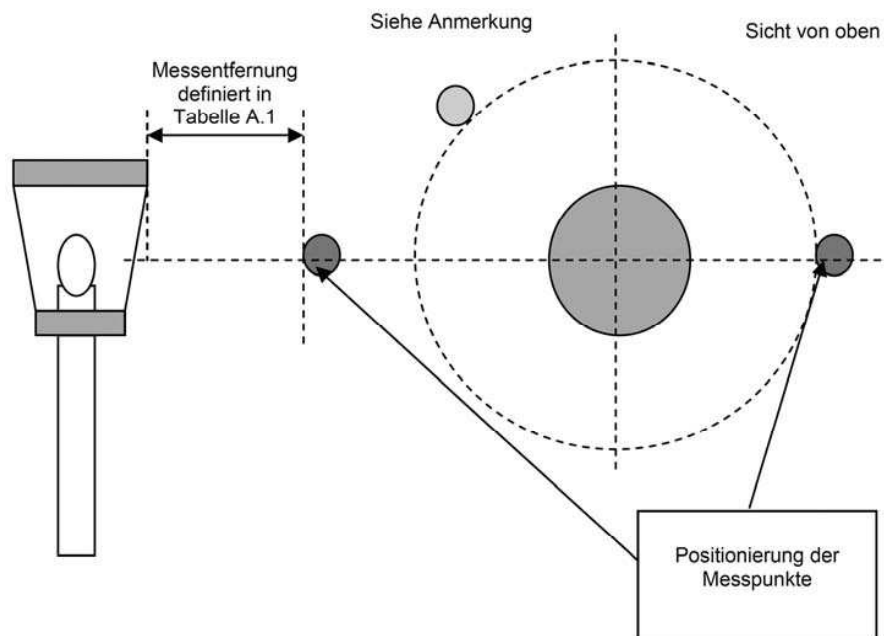 Siehe Anmerkung
Sicht von oben
Messentfernung
definiert in
Tabelle A.1
Positionierung der
Messpunkte